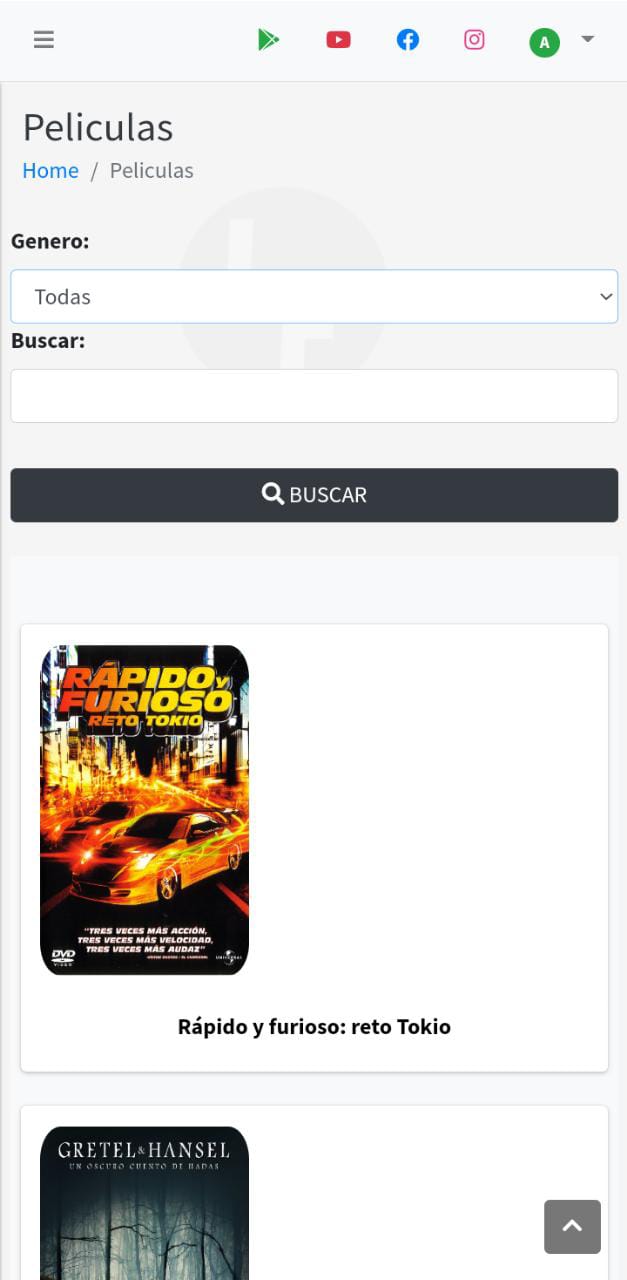 A
Peliculas
Home / Peliculas
Genero:
Todas
Buscar:
BUSCAR
RÁPIDO y
FURIOSO
RETO TOKIO
"TRES VECES MÁS ACCIÓN,
TRES VECES MÁS VELOCIDAD,
TRES VECES MÁS AUDAZ"
DVD
VIDEO
UNIVERSAL
Rápido y furioso: reto Tokio
GRETEL & HANSEL
UN OSCURO CUENTO DE HADAS